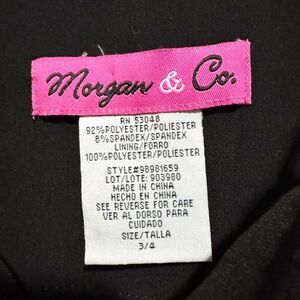 Morgan & Co.
RN 53048
92%POLYESTER/POLIESTER
8%SPANDEX/SPANDEX
LINING/FORRO
100%POLYESTER/POLIESTER
STYLE#98981659
LOT/LOTE: 903980
MADE IN CHINA
HECHO EN CHINA
SEE REVERSE FOR CARE
VER AL DORSO PARA
CUIDADO
SIZE/TALLA
3/4